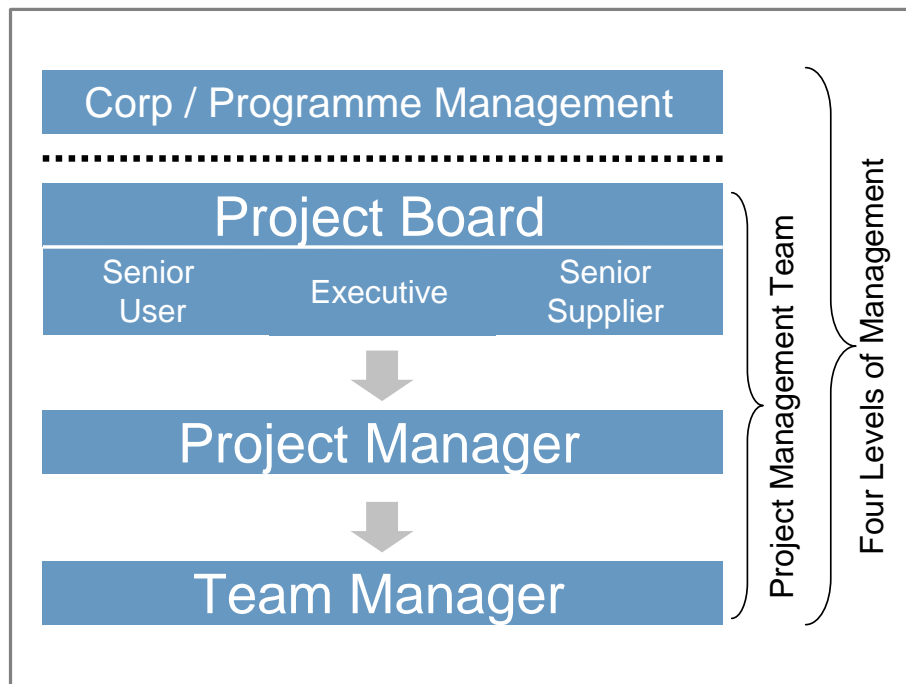 Corp / Programme Management
Project Board
Senior
User
Executive
Senior
Supplier
Project Manager
Team Manager
Project Management Team
Four Levels of Management